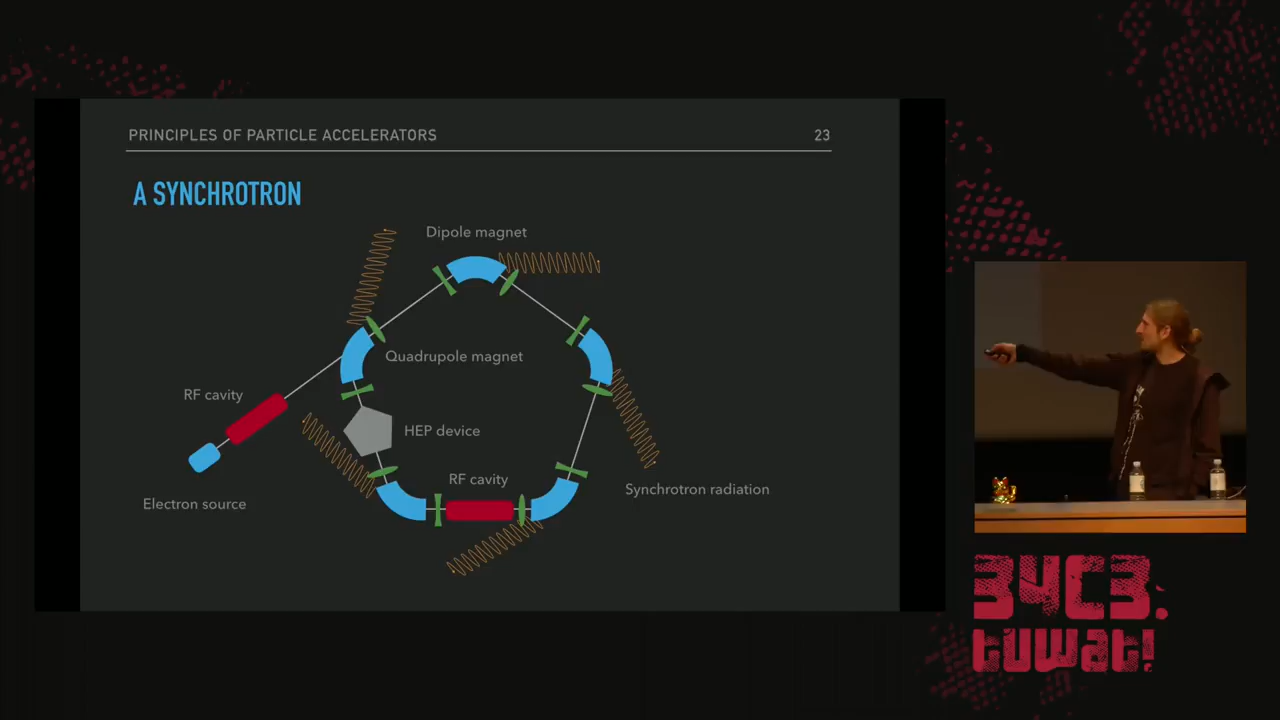 PRINCIPLES OF PARTICLE ACCELERATORS 23
A SYNCHROTRON
Dipole magnet
Quadrupole magnet
RF cavity
HEP device
RF cavity
Synchrotron radiation
Electron source
34C3.
tuwat!